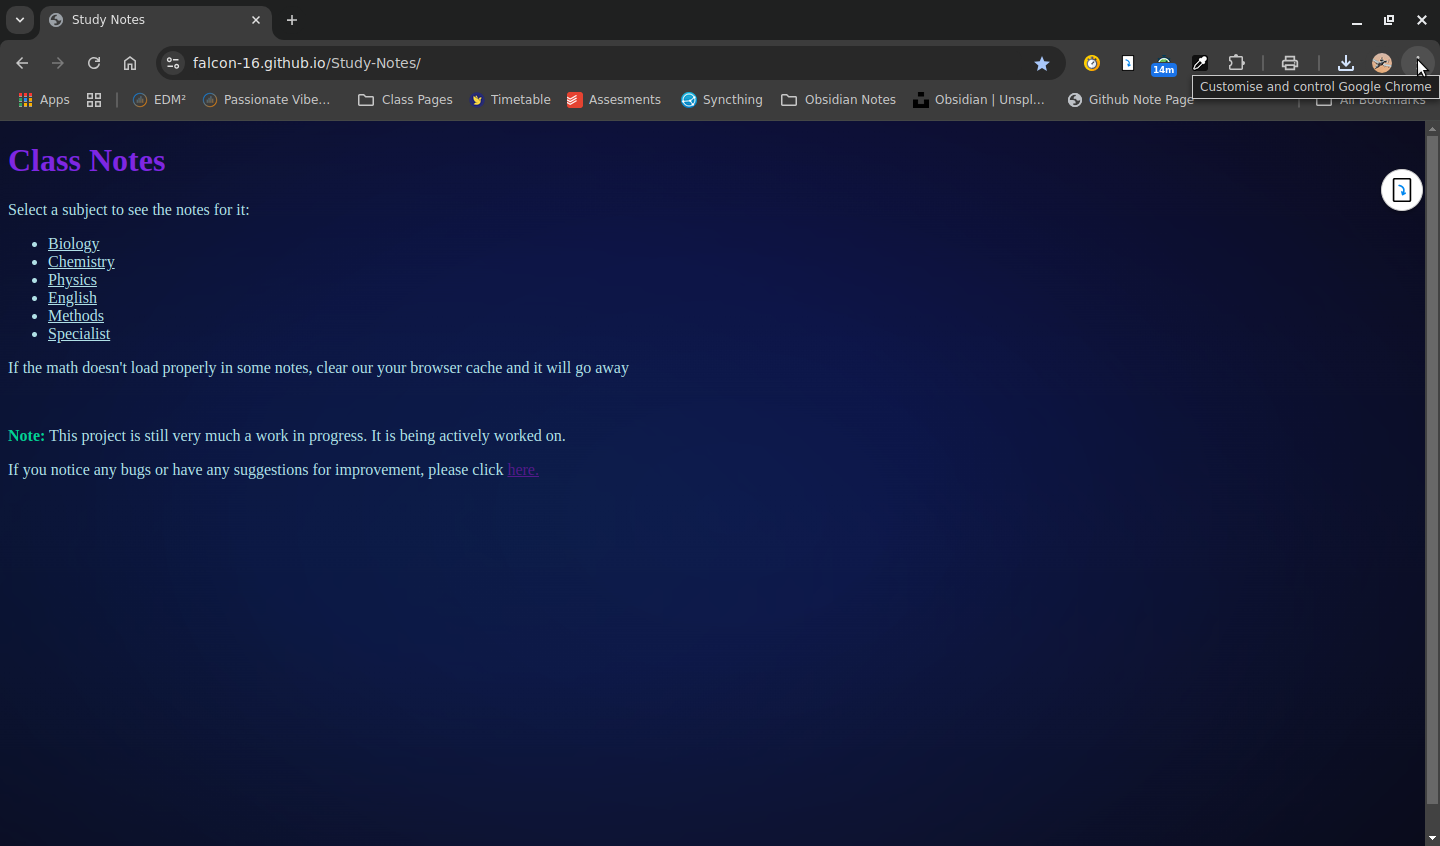 Study Notes
falcon-16.github.io/Study-Notes/
14m
Customise and control Google Chrome
Apps
EDM²
Passionate Vibe...
Class Pages
Timetable
Assesments
Syncthing
Obsidian Notes
Obsidian | Unspl...
Github Note Page
All Bookmarks
Class Notes
Select a subject to see the notes for it:
Biology
Chemistry
Physics
English
Methods
Specialist
If the math doesn't load properly in some notes, clear our your browser cache and it will go away
Note: This project is still very much a work in progress. It is being actively worked on.
If you notice any bugs or have any suggestions for improvement, please click here.